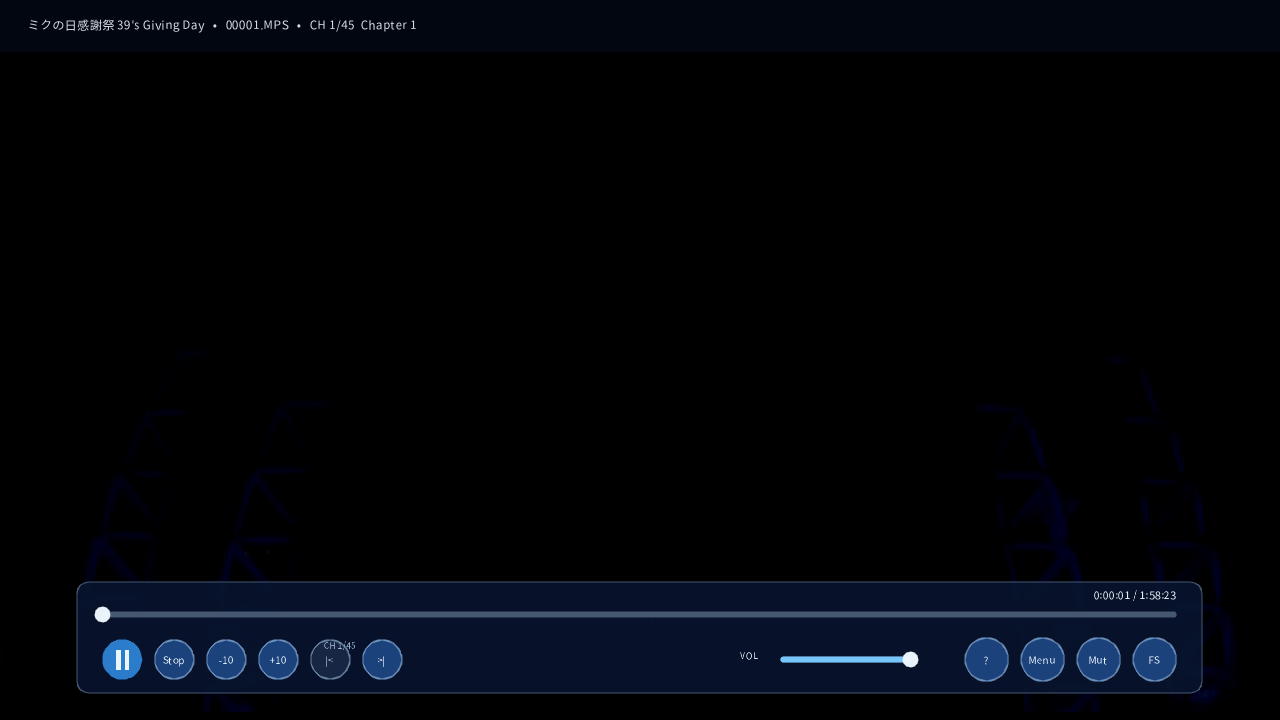 ミクの日感謝祭 39's Giving Day • 00001.MPS • CH 1/45 Chapter 1
0:00:01 / 1:58:23
CH 1/45
Stop -10 +10 |< >| VOL ? Menu Mut FS